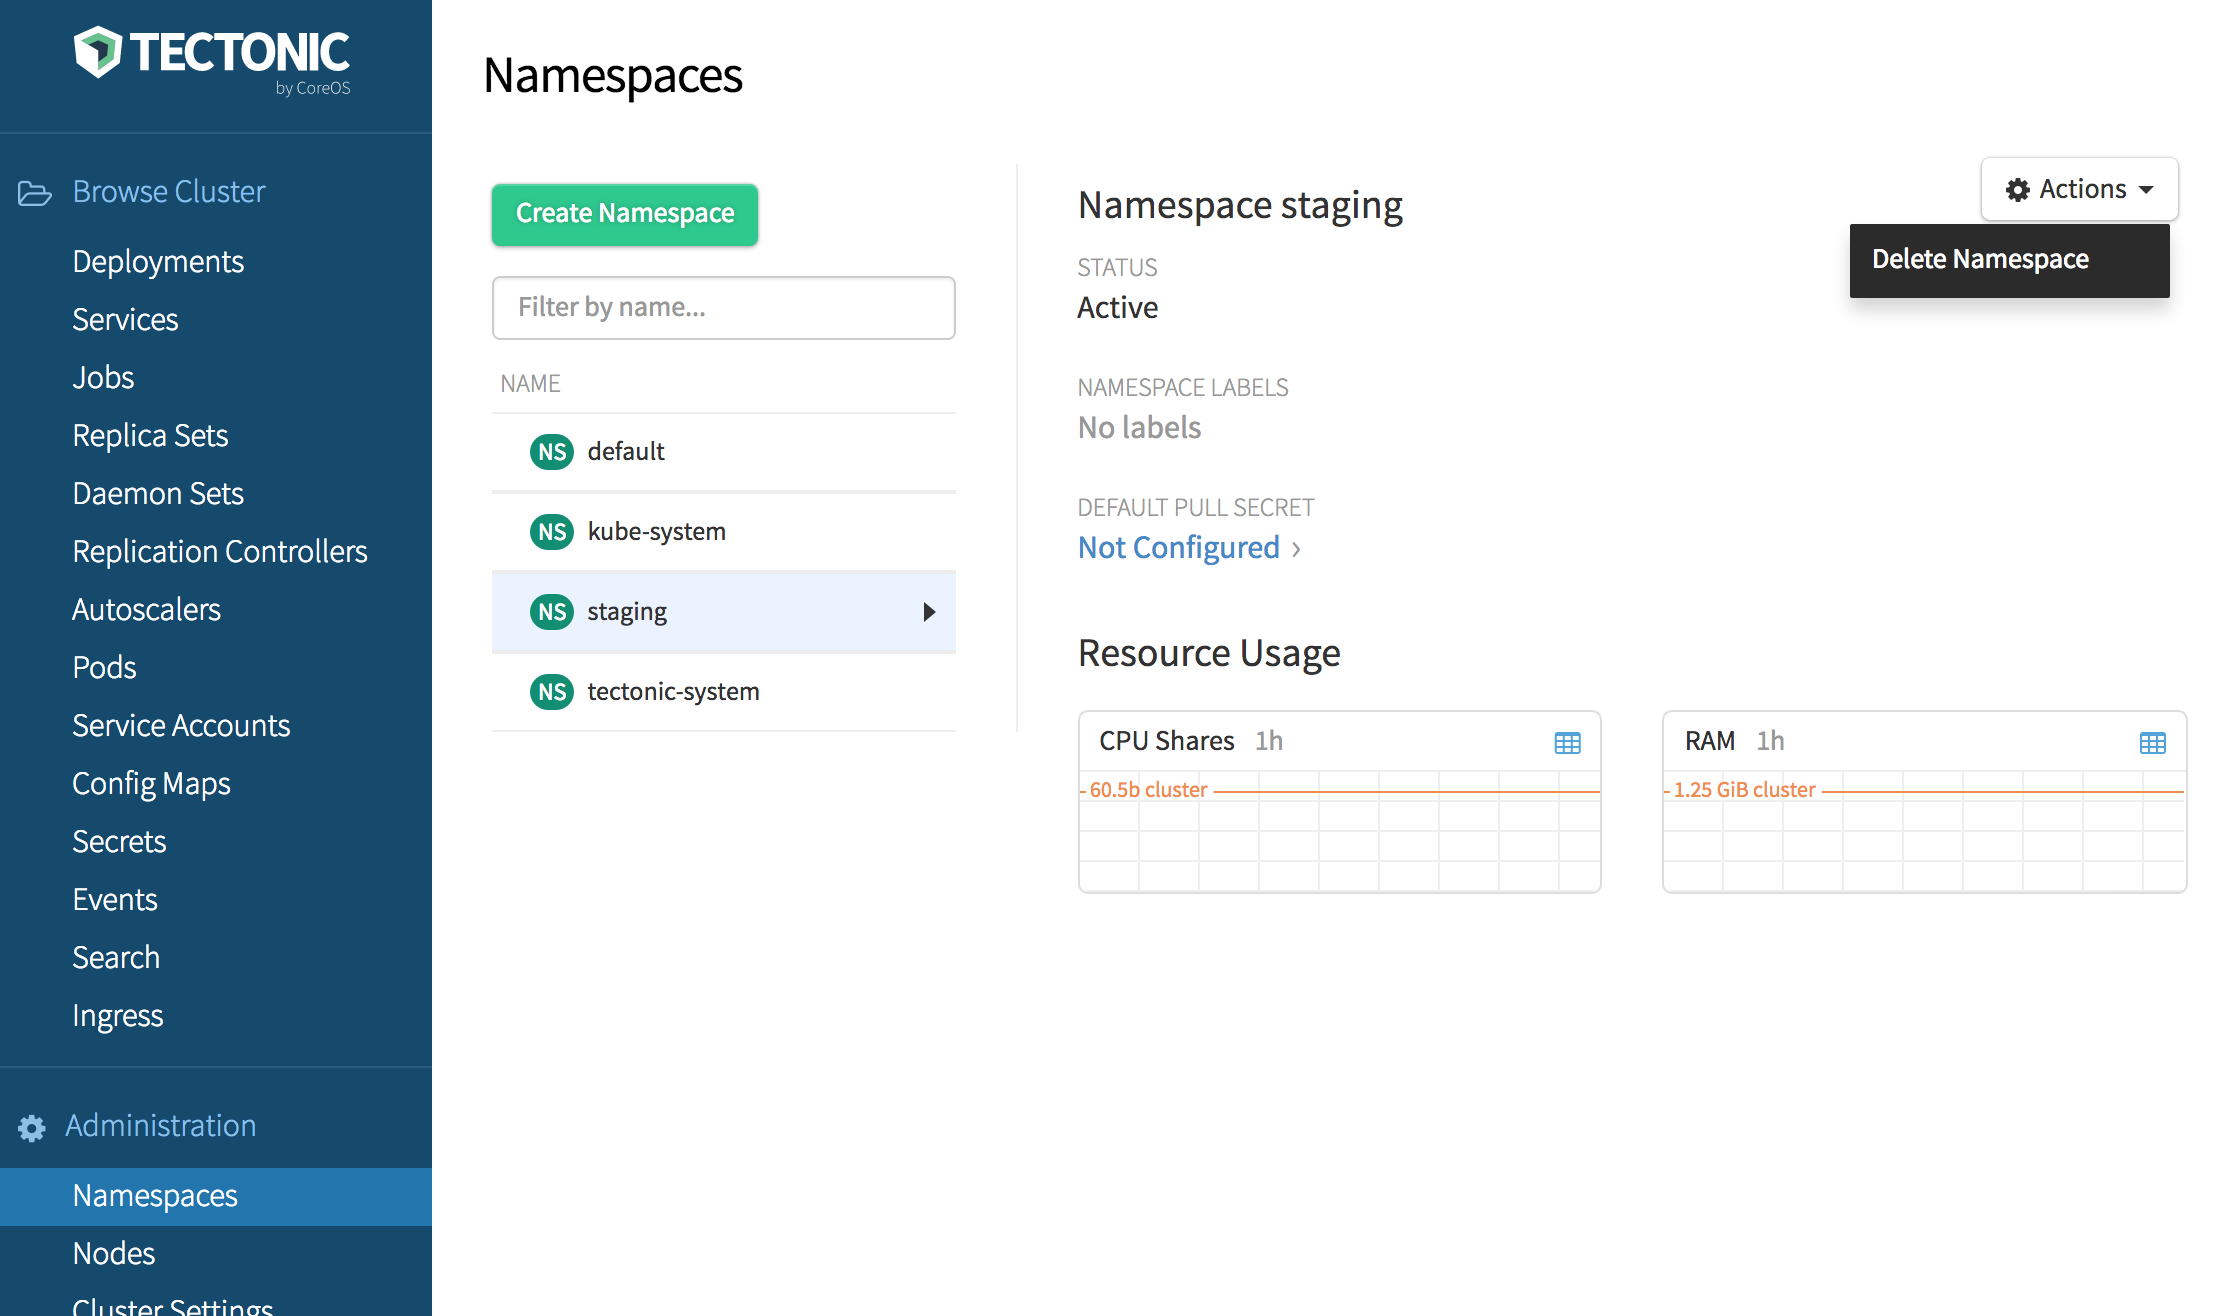 TECTONIC
by CoreOS
Browse Cluster
Deployments
Services
Jobs
Replica Sets
Daemon Sets
Replication Controllers
Autoscalers
Pods
Service Accounts
Config Maps
Secrets
Events
Search
Ingress
Administration
Namespaces
Nodes
Cluster Settings
Namespaces
Create Namespace
Filter by name...
NAME
NS default
NS kube-system
NS staging
NS tectonic-system
Namespace staging
Actions
Delete Namespace
STATUS
Active
NAMESPACE LABELS
No labels
DEFAULT PULL SECRET
Not Configured
Resource Usage
CPU Shares 1h
60.5b cluster
RAM 1h
1.25 GiB cluster